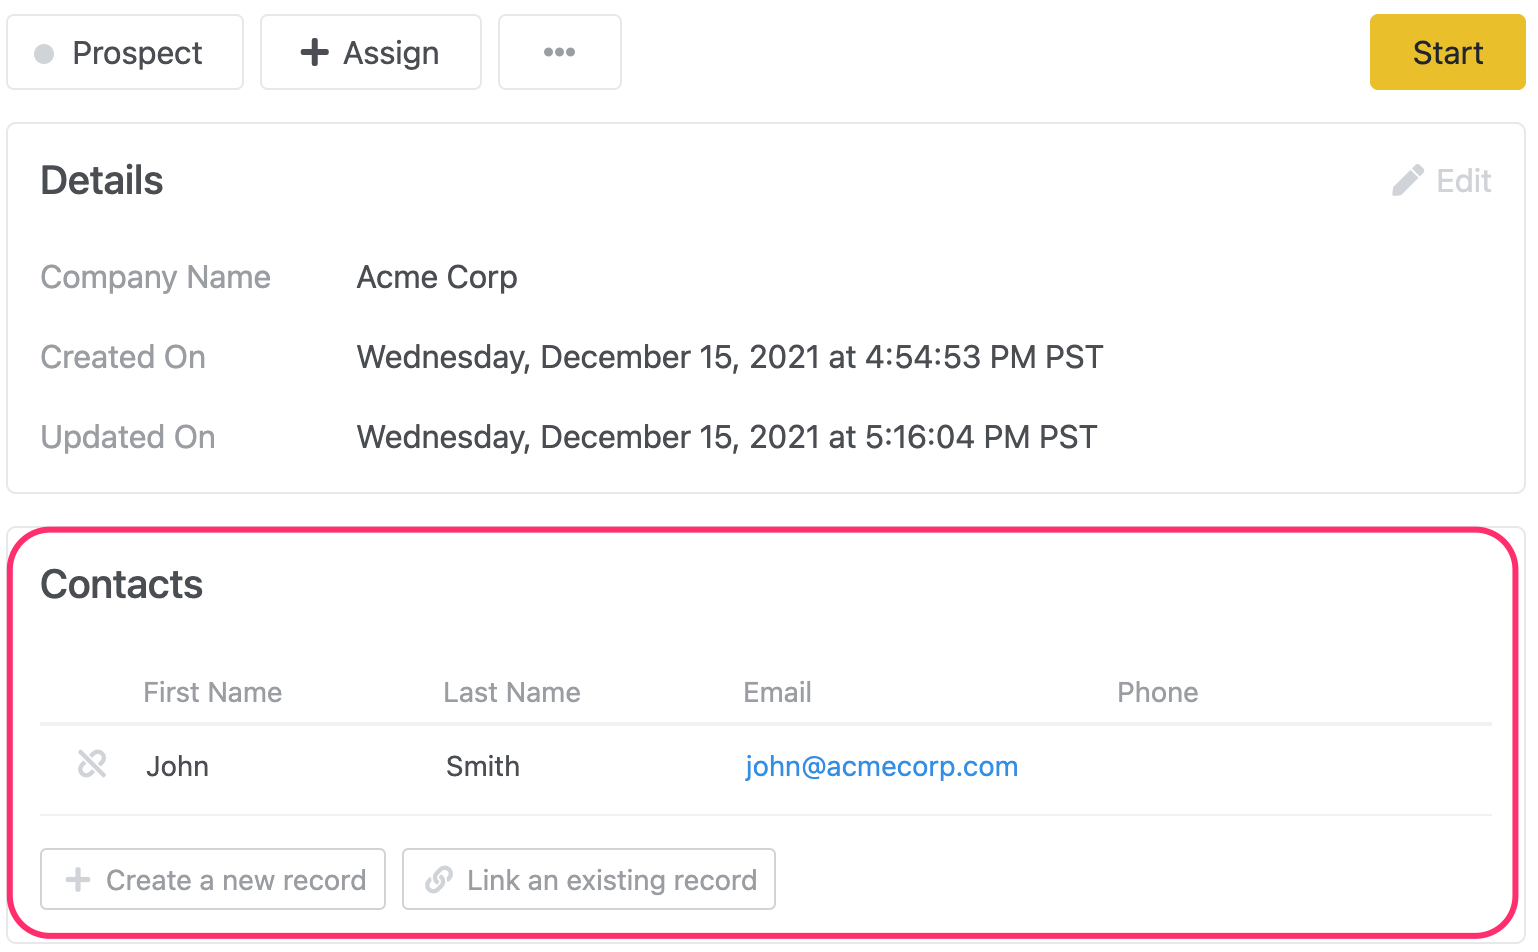 Prospect Assign Start
Details Edit
Company Name Acme Corp
Created On Wednesday, December 15, 2021 at 4:54:53 PM PST
Updated On Wednesday, December 15, 2021 at 5:16:04 PM PST
Contacts
First Name Last Name Email Phone
John Smith john@acmecorp.com
Create a new record Link an existing record